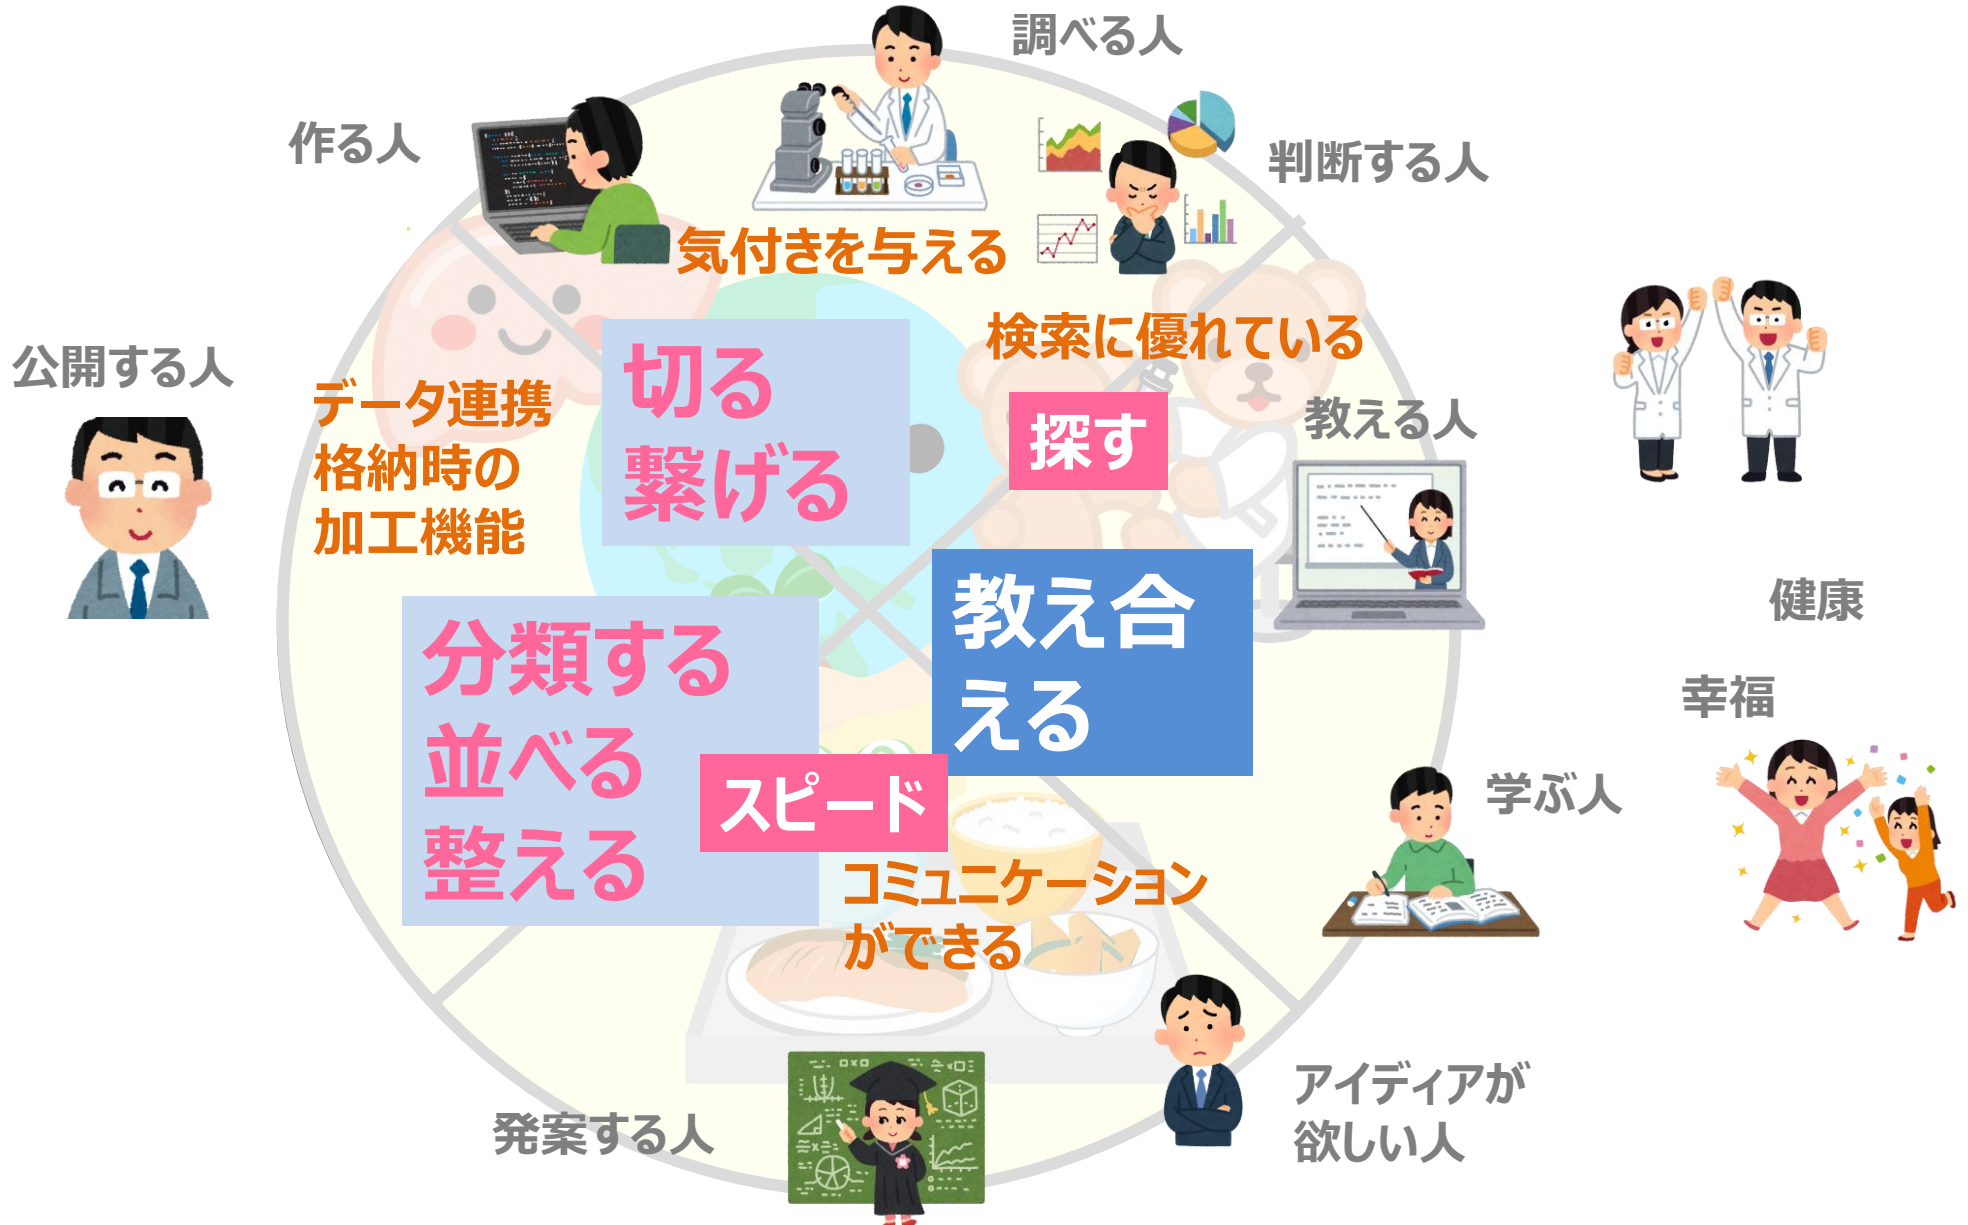 調べる人
作る人
判断する人
気付きを与える
検索に優れている
公開する人
データ連携
格納時の
加工機能
切る
繋げる
探す
教える人
教え合
える
健康
分類する
並べる
整える
幸福
スピード
学ぶ人
コミュニケーション
ができる
アイディアが
欲しい人
発案する人